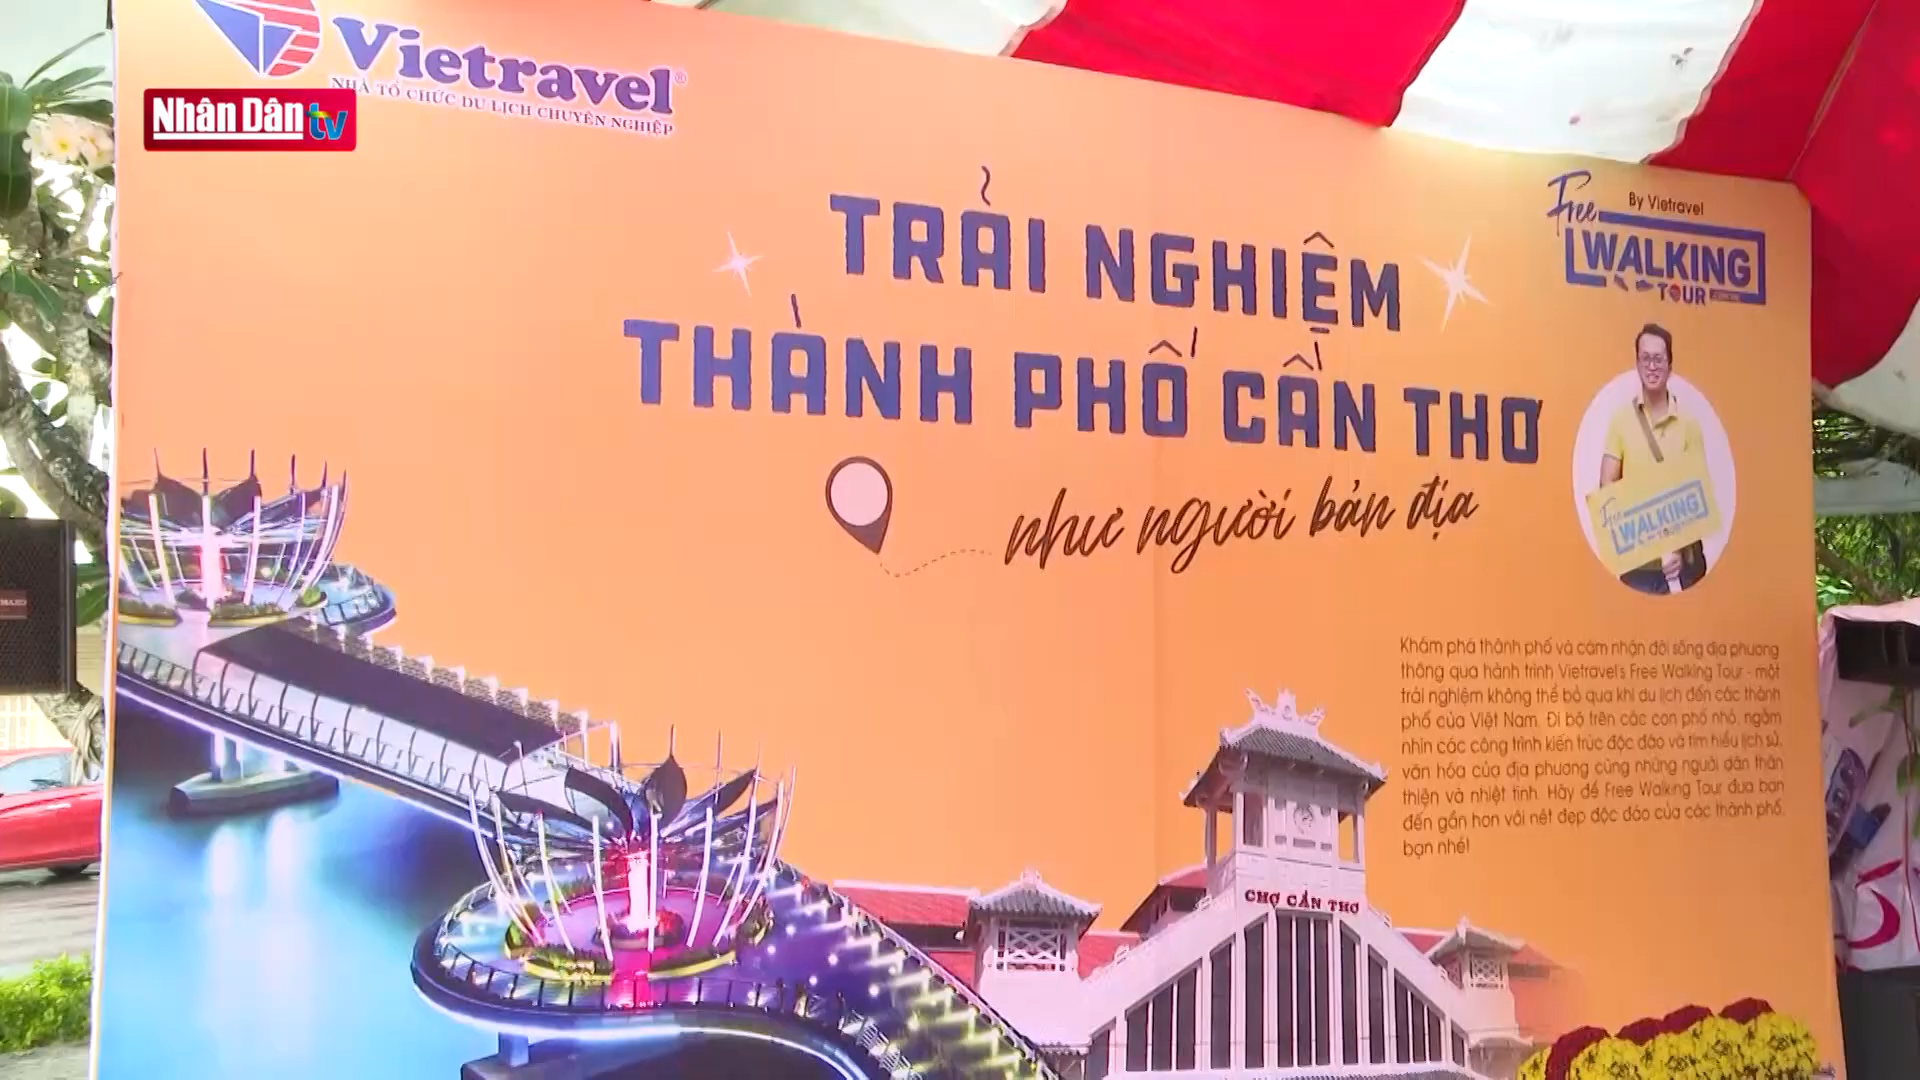 Vietravel®
NHÀ TỔ CHỨC DU LỊCH CHUYÊN NGHIỆP
Nhân Dân tv
TRẢI NGHIỆM
THÀNH PHỐ CẦN THƠ
như người bản địa
By Vietravel
Free
WALKING
TOUR
Free
WALKING
TOUR
Khám phá thành phố và cảm nhận đời sống địa phương
thông qua hành trình Vietravel's Free Walking Tour - một
trải nghiệm không thể bỏ qua khi du lịch đến các thành
phố của Việt Nam. Đi bộ trên các con phố nhỏ, ngắm
nhìn các công trình kiến trúc độc đáo và tìm hiểu lịch sử,
văn hóa của địa phương cùng những người dân thân
thiện và nhiệt tình. Hãy để Free Walking Tour đưa bạn
đến gần hơn với nét đẹp độc đáo của các thành phố,
bạn nhé!
CHỢ CẦN THƠ